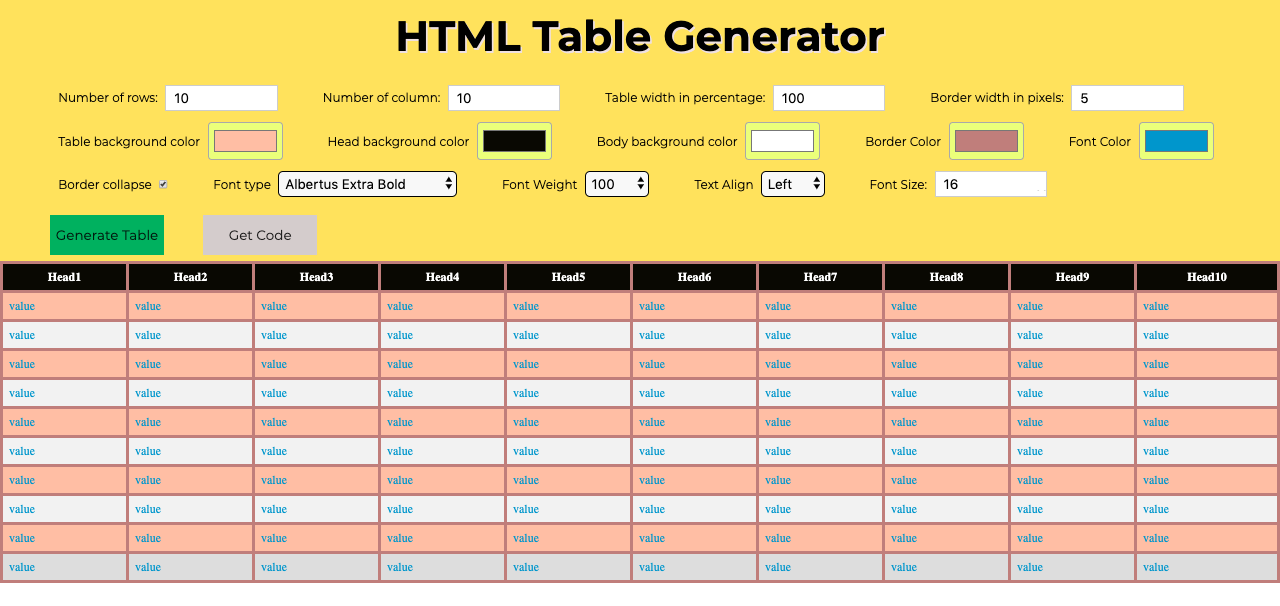 HTML Table Generator
Number of rows: 10 Number of column: 10 Table width in percentage: 100 Border width in pixels: 5
Table background color Head background color Body background color Border Color Font Color
Border collapse Font type Albertus Extra Bold Font Weight 100 Text Align Left Font Size: 16
Generate Table Get Code
Head1 Head2 Head3 Head4 Head5 Head6 Head7 Head8 Head9 Head10
value value value value value value value value value value
value value value value value value value value value value
value value value value value value value value value value
value value value value value value value value value value
value value value value value value value value value value
value value value value value value value value value value
value value value value value value value value value value
value value value value value value value value value value
value value value value value value value value value value
value value value value value value value value value value